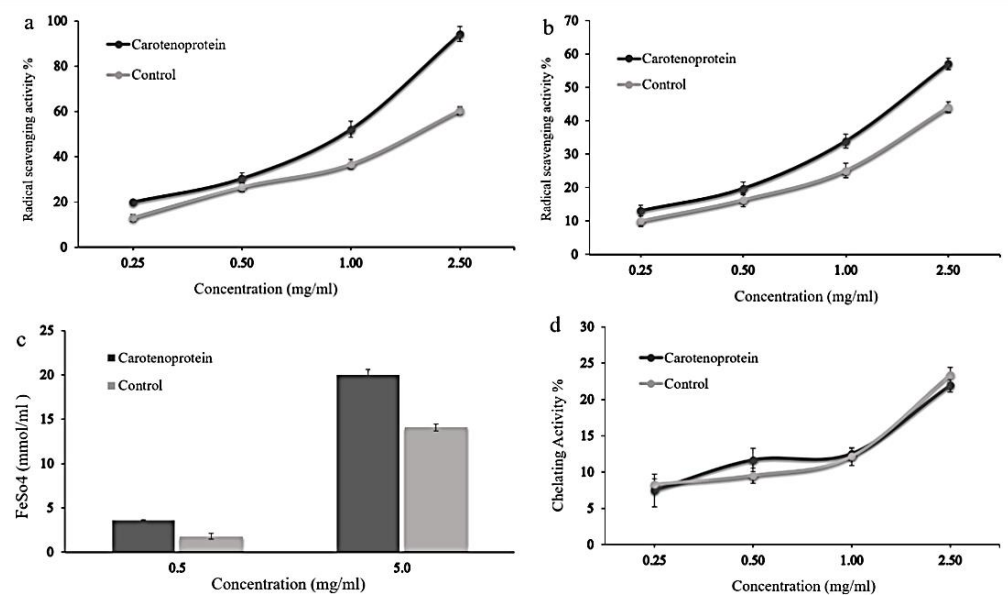 a
100
80
60
40
20
0
Radical scavenging activity %
Carotenoprotein
Control
0.25 0.50 1.00 2.50
Concentration (mg/ml)
b
70
60
50
40
30
20
10
0
Radical scavenging activity %
Carotenoprotein
Control
0.25 0.50 1.00 2.50
Concentration (mg/ml)
c
25
20
15
10
5
0
FeSo4 (mmol/ml )
Carotenoprotein
Control
0.5 5.0
Concentration (mg/ml)
d
30
25
20
15
10
5
0
Chelating Activity %
Carotenoprotein
Control
0.25 0.50 1.00 2.50
Concentration (mg/ml)